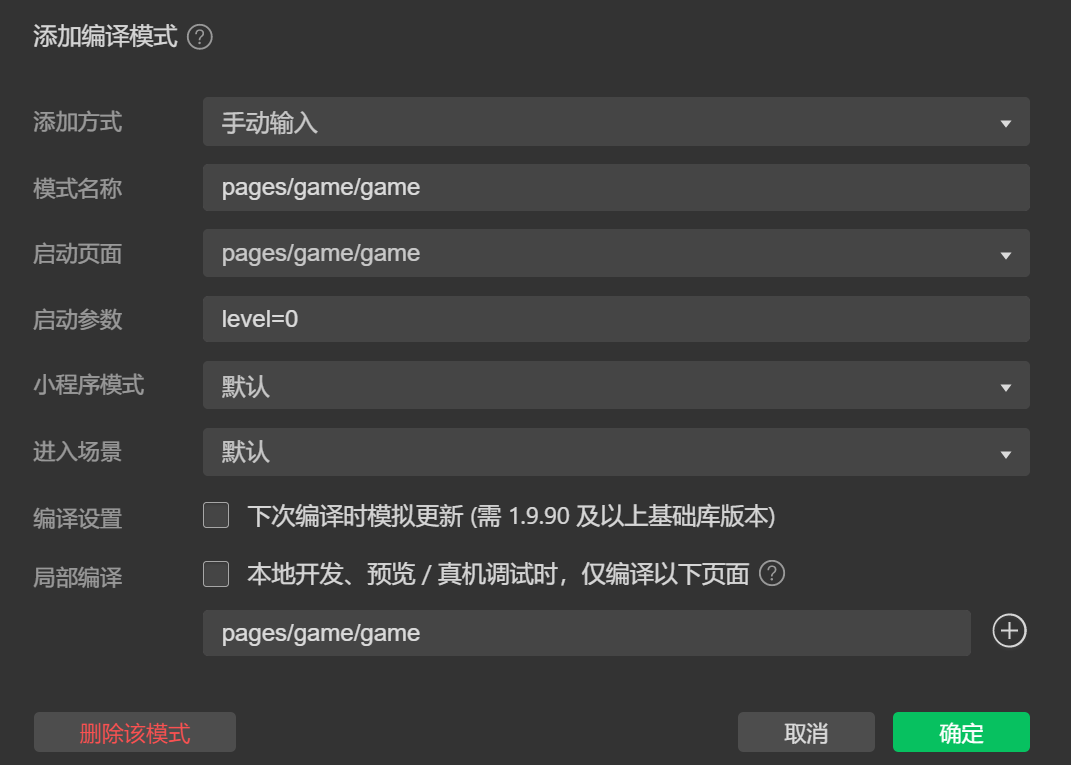 添加编译模式 ?
添加方式 手动输入
模式名称 pages/game/game
启动页面 pages/game/game
启动参数 level=0
小程序模式 默认
进入场景 默认
编译设置 下次编译时模拟更新 (需 1.9.90 及以上基础库版本)
局部编译 本地开发、预览 / 真机调试时，仅编译以下页面 ?
pages/game/game
删除该模式 取消 确定